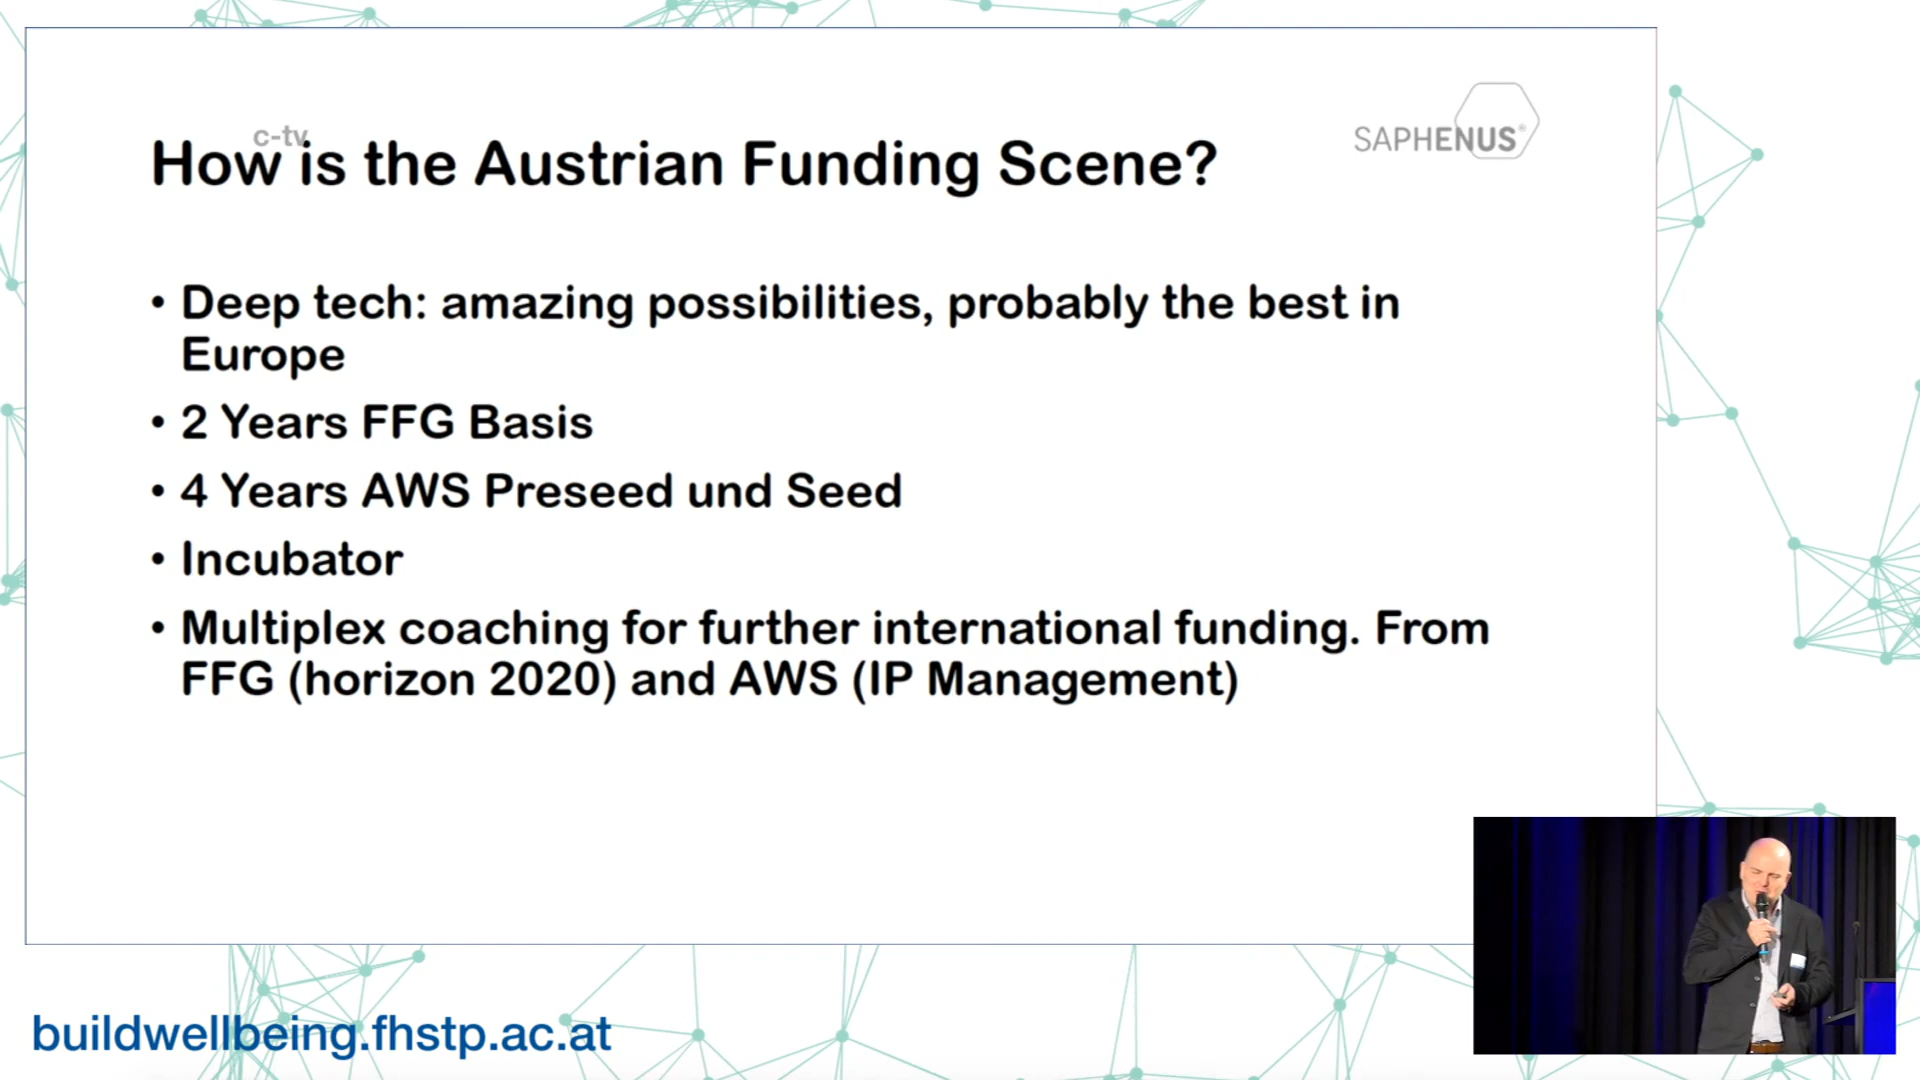 c-tv
How is the Austrian Funding Scene?
SAPHENUS®
• Deep tech: amazing possibilities, probably the best in
Europe
• 2 Years FFG Basis
• 4 Years AWS Preseed und Seed
• Incubator
• Multiplex coaching for further international funding. From
FFG (horizon 2020) and AWS (IP Management)
buildwellbeing.fhstp.ac.at